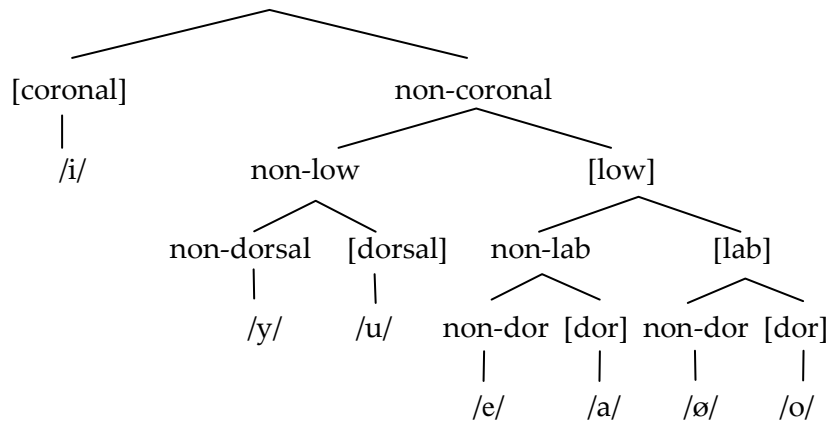 [coronal] non-coronal
/i/ non-low [low]
non-dorsal [dorsal] non-lab [lab]
/y/ /u/ non-dor [dor] non-dor [dor]
/e/ /a/ /ø/ /o/